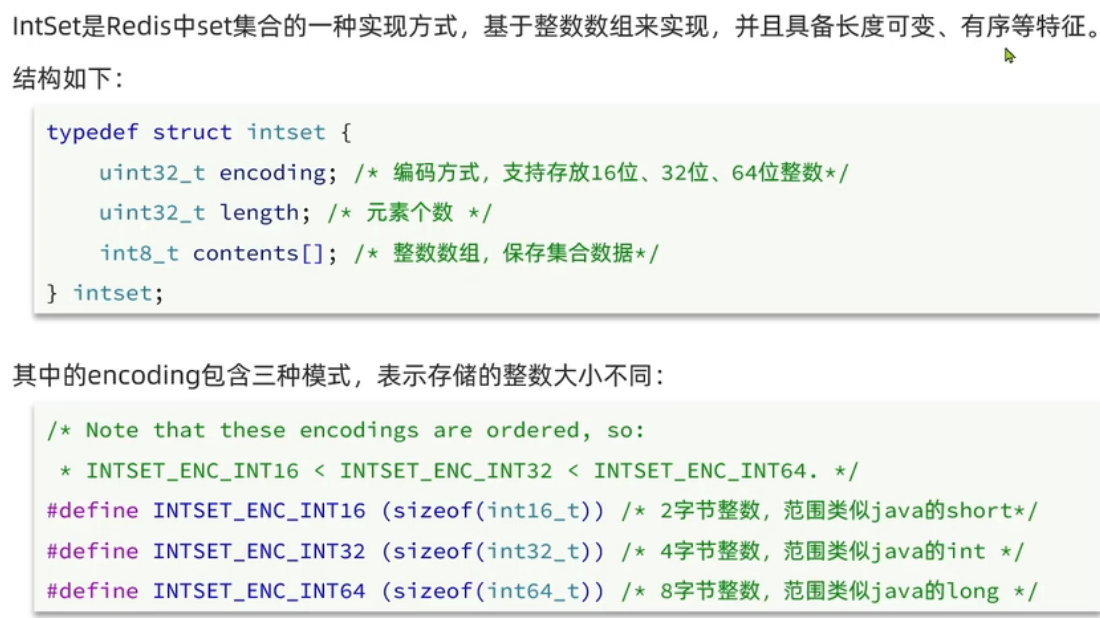 IntSet是Redis中set集合的一种实现方式，基于整数数组来实现，并且具备长度可变、有序等特征。
结构如下：
typedef struct intset {
    uint32_t encoding; /* 编码方式，支持存放16位、32位、64位整数*/
    uint32_t length; /* 元素个数 */
    int8_t contents[]; /* 整数数组，保存集合数据*/
} intset;
其中的encoding包含三种模式，表示存储的整数大小不同：
/* Note that these encodings are ordered, so:
 * INTSET_ENC_INT16 < INTSET_ENC_INT32 < INTSET_ENC_INT64. */
#define INTSET_ENC_INT16 (sizeof(int16_t)) /* 2字节整数，范围类似java的short*/
#define INTSET_ENC_INT32 (sizeof(int32_t)) /* 4字节整数，范围类似java的int */
#define INTSET_ENC_INT64 (sizeof(int64_t)) /* 8字节整数，范围类似java的long */